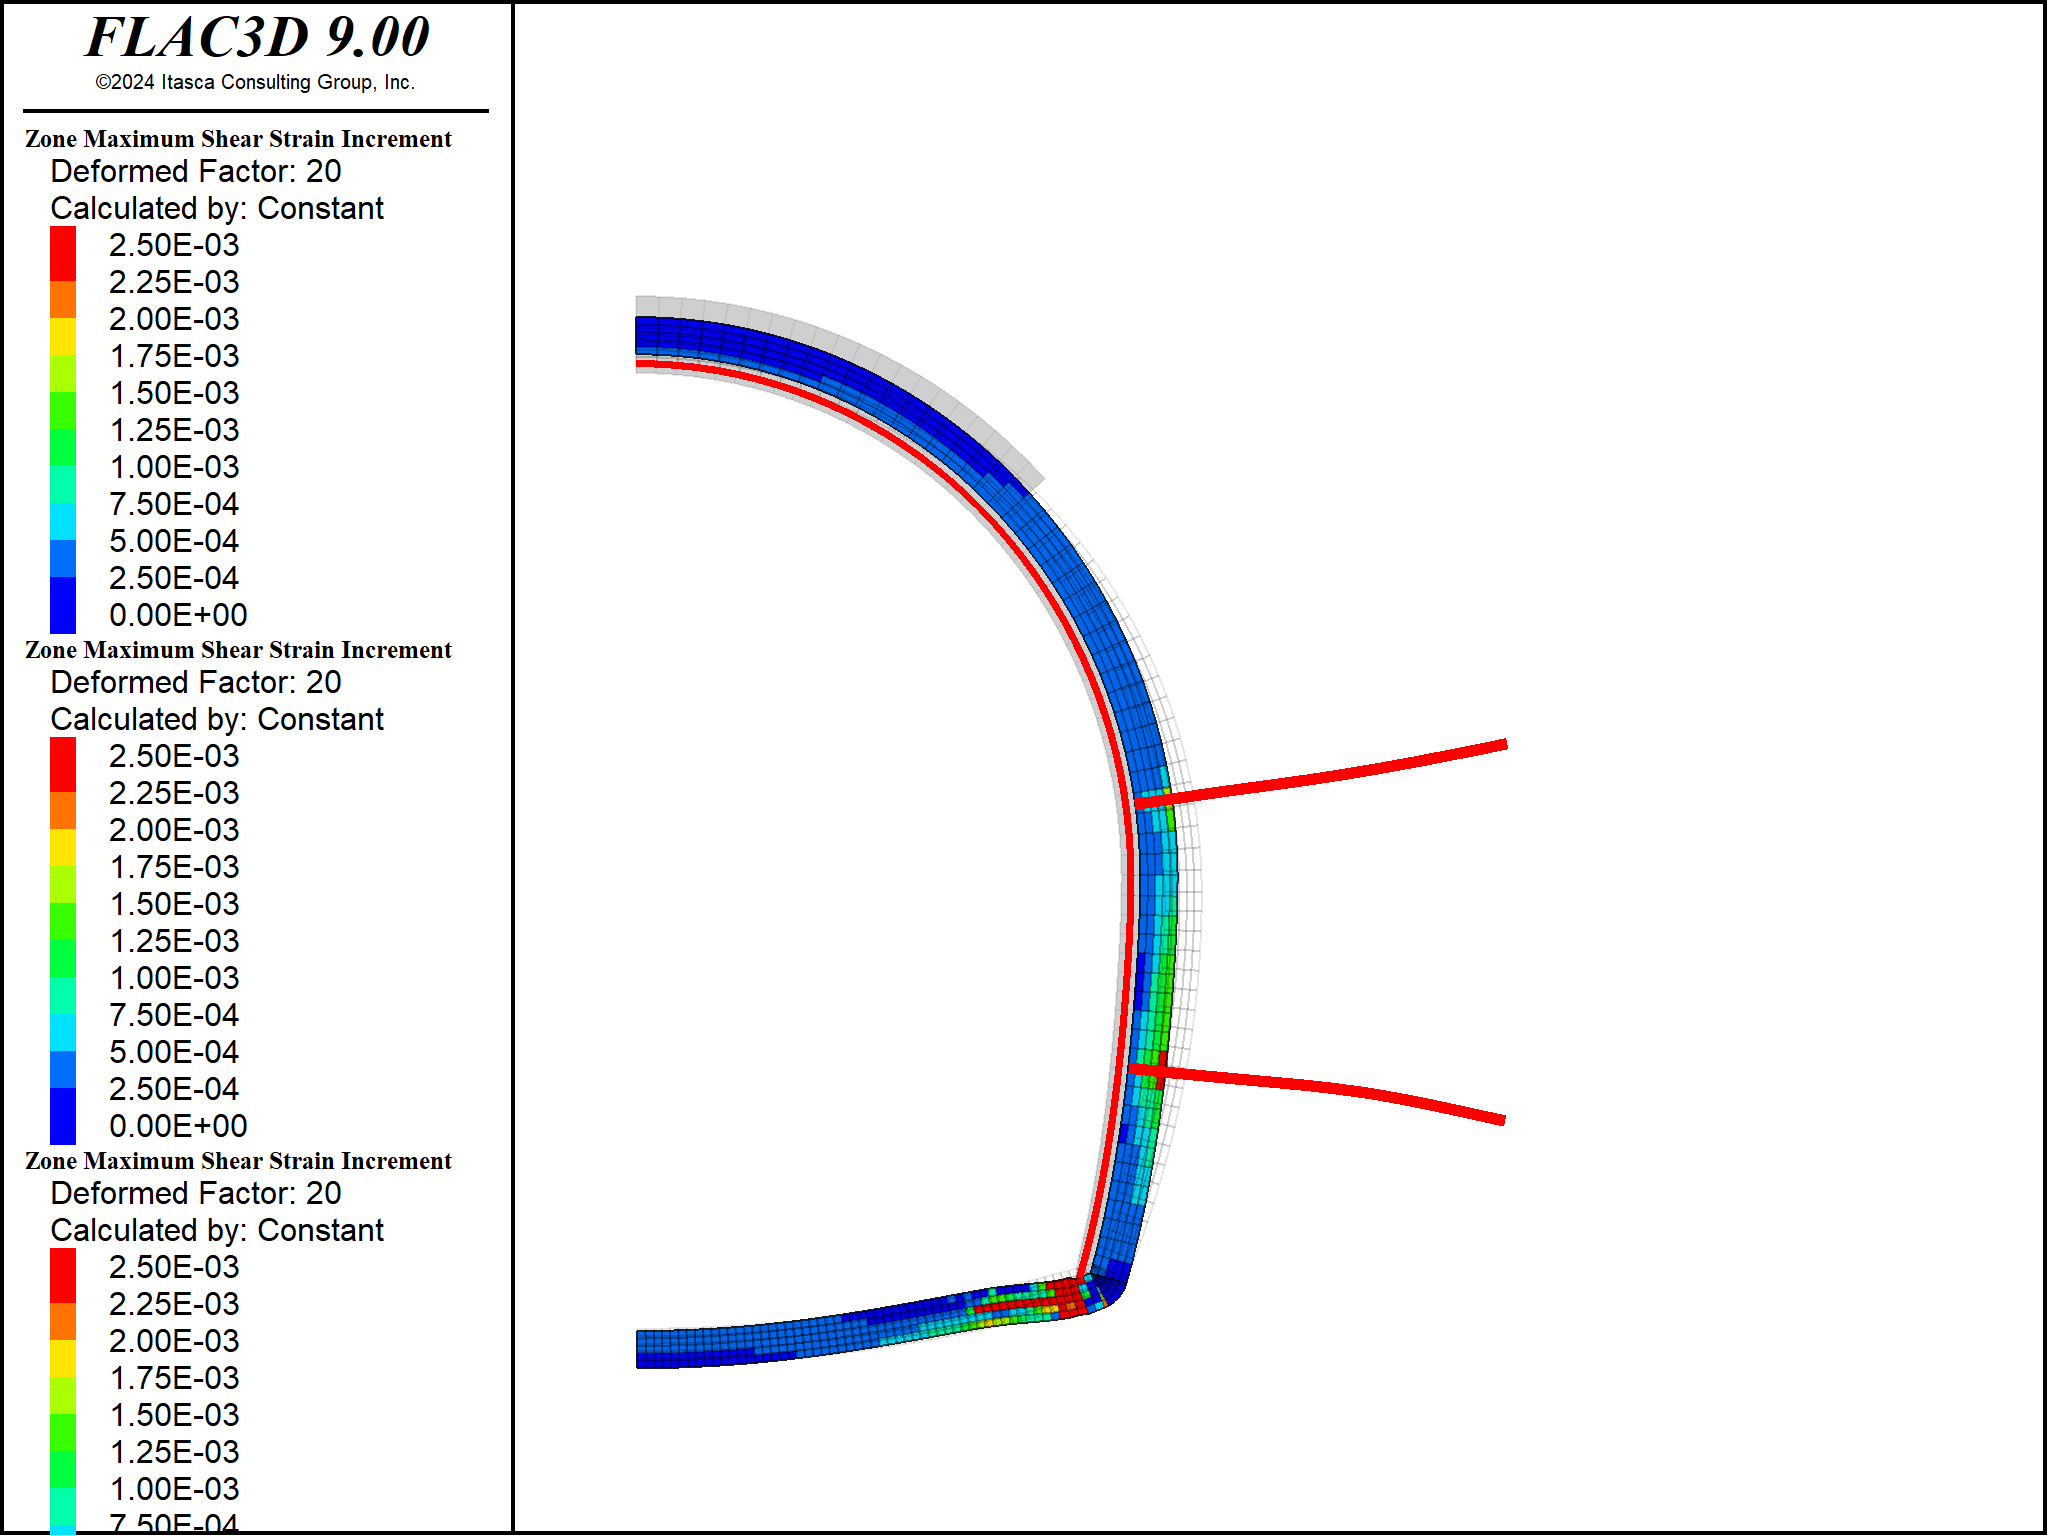 FLAC3D 9.00
©2024 Itasca Consulting Group, Inc.
Zone Maximum Shear Strain Increment
Deformed Factor: 20
Calculated by: Constant
2.50E-03
2.25E-03
2.00E-03
1.75E-03
1.50E-03
1.25E-03
1.00E-03
7.50E-04
5.00E-04
2.50E-04
0.00E+00
Zone Maximum Shear Strain Increment
Deformed Factor: 20
Calculated by: Constant
2.50E-03
2.25E-03
2.00E-03
1.75E-03
1.50E-03
1.25E-03
1.00E-03
7.50E-04
5.00E-04
2.50E-04
0.00E+00
Zone Maximum Shear Strain Increment
Deformed Factor: 20
Calculated by: Constant
2.50E-03
2.25E-03
2.00E-03
1.75E-03
1.50E-03
1.25E-03
1.00E-03
7.50E-04